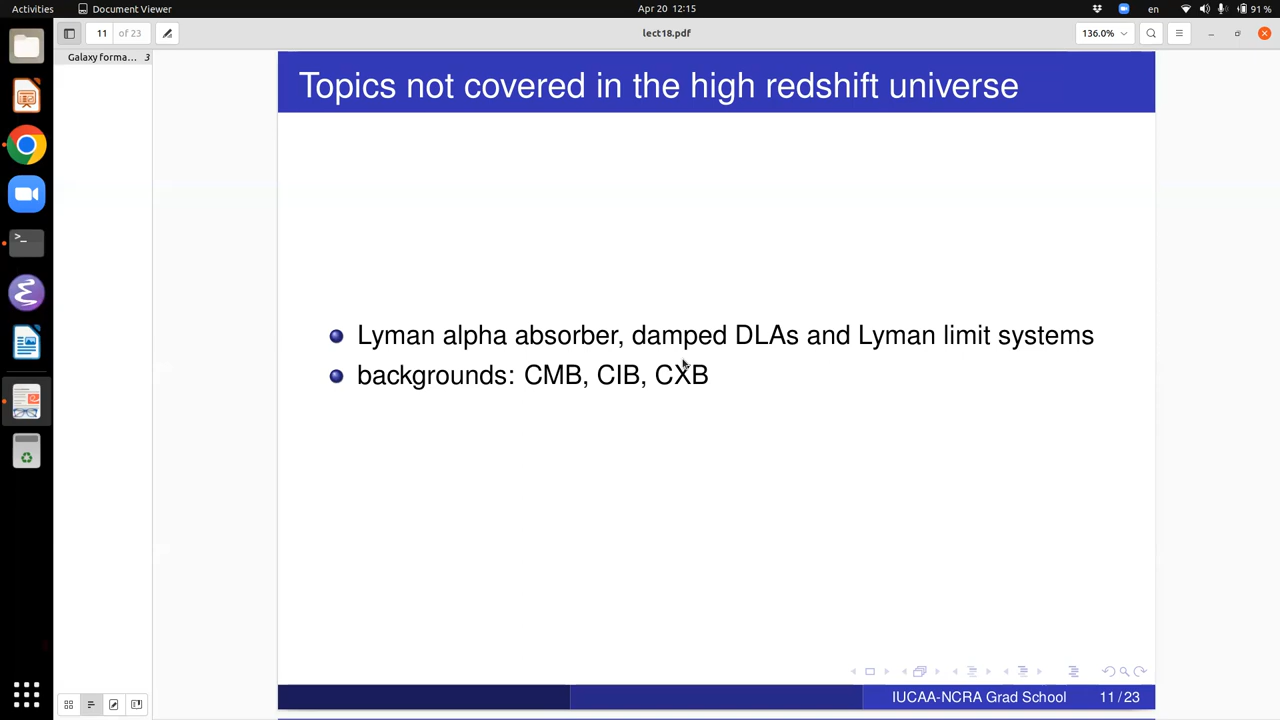 Activities
Document Viewer
Apr 20 12:15
en
91 %
11 of 23
lect18.pdf
136.0%
Galaxy forma... 3
Topics not covered in the high redshift universe
Lyman alpha absorber, damped DLAs and Lyman limit systems
backgrounds: CMB, CIB, CXB
IUCAA-NCRA Grad School 11 / 23